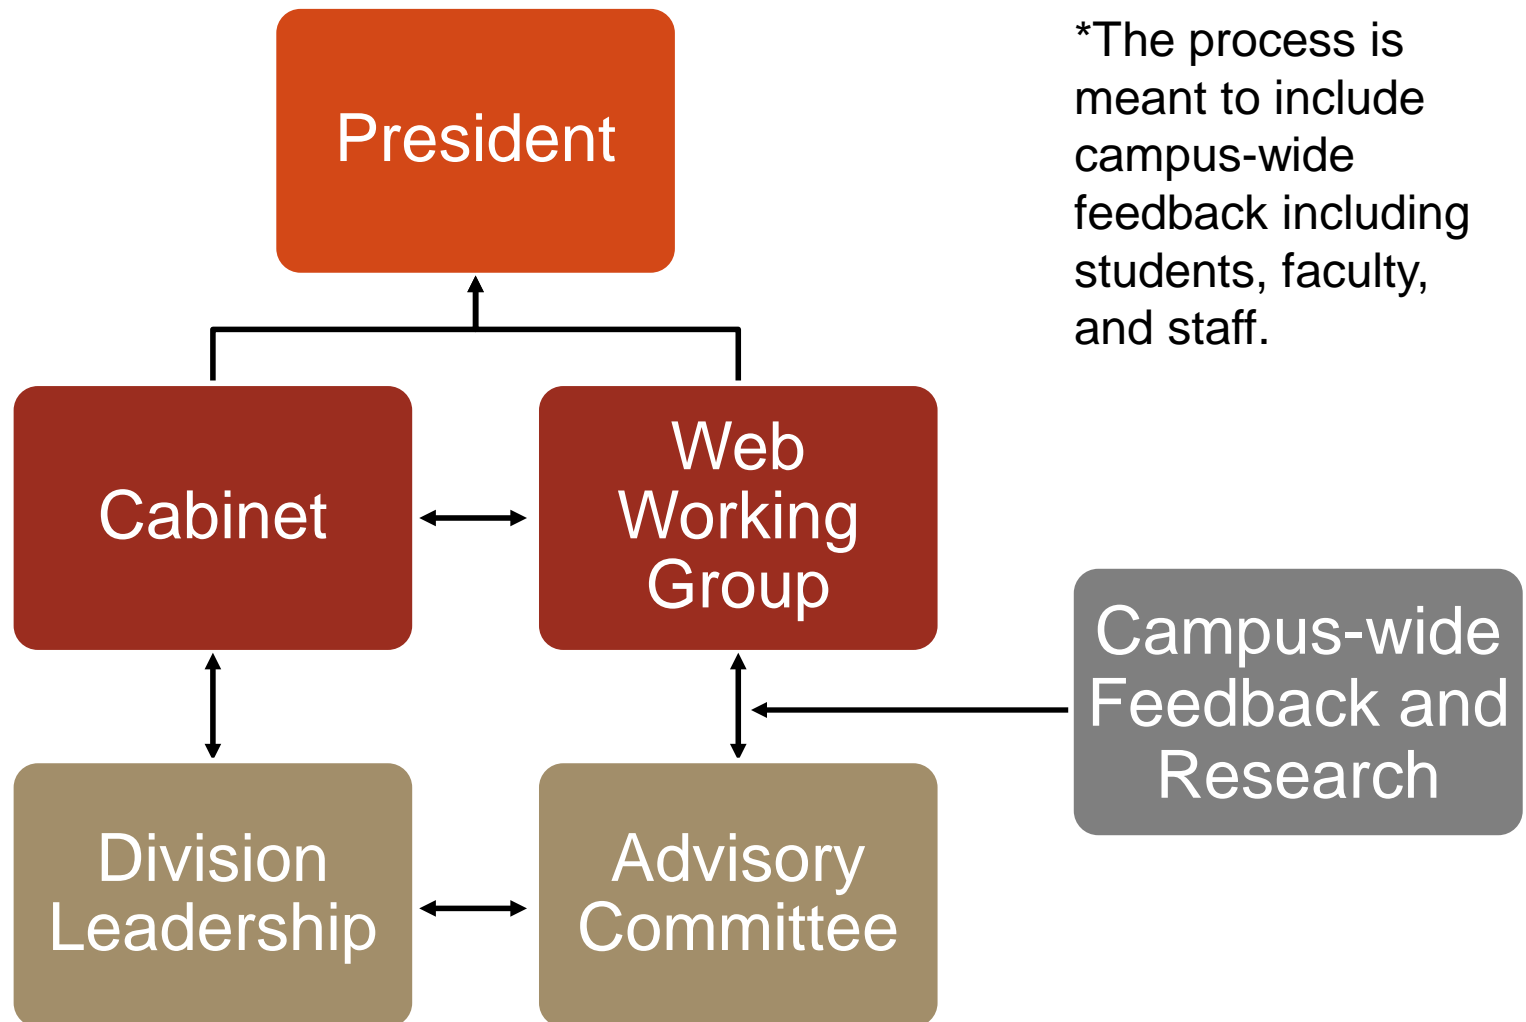 President
*The process is
meant to include
campus-wide
feedback including
students, faculty,
and staff.
Cabinet
Web
Working
Group
Campus-wide
Feedback and
Research
Division
Leadership
Advisory
Committee